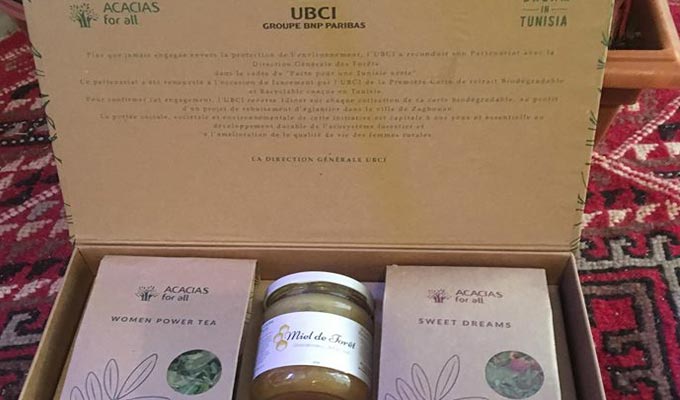 ACACIAS
for all
UBCI
GROUPE BNP PARIBAS
IN
TUNISIA
Plus que jamais engagée envers la protection de l'environnement, l'UBCI a reconduit son Partenariat avec la
Direction Générale des Forêts
dans le cadre du "Pacte pour une Tunisie verte"
Ce partenariat a été renouvelé à l'occasion du lancement par l'UBCI de la Première Carte de retrait Biodégradable
et Recyclable conçue en Tunisie
Pour confirmer cet engagement, l'UBCI reverse 1dinar sur chaque cotisation de sa carte biodégradable, au profit
d'un projet de reboisement d'églantier dans la ville de Zaghouan.
La portée sociale, sociétale et environnementale de cette initiative est capitale à nos yeux et essentielle au
développement durable de l'écosystème forestier et
à l'amélioration de la qualité de vie des femmes rurales.
LA DIRECTION GÉNÉRALE UBCI
ACACIAS
for all
WOMEN POWER TEA
Miel de Forêt
ACACIAS
for all
SWEET DREAMS